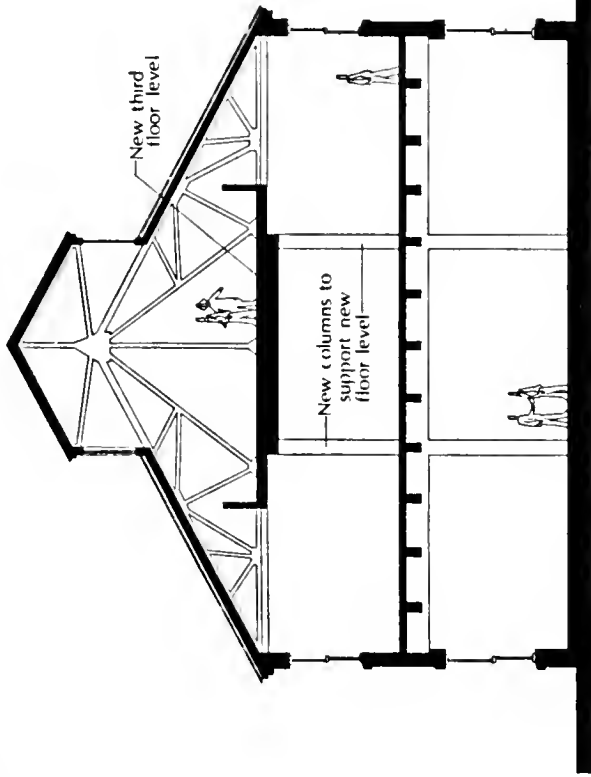 New third
floor level
New columns to
support new
floor level